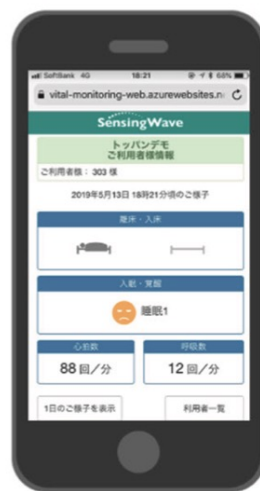 SoftBank 4G 18:21 68%
vital-monitoring-web.azurewebsites.n
SensingWave
トッパンデモ
ご利用者様情報
ご利用者様： 303 様
2019年5月13日 18時21分頃のご様子
離床・入床
入眠・覚醒
睡眠1
心拍数
呼吸数
88 回／分
12 回／分
1日のご様子を表示
利用者一覧